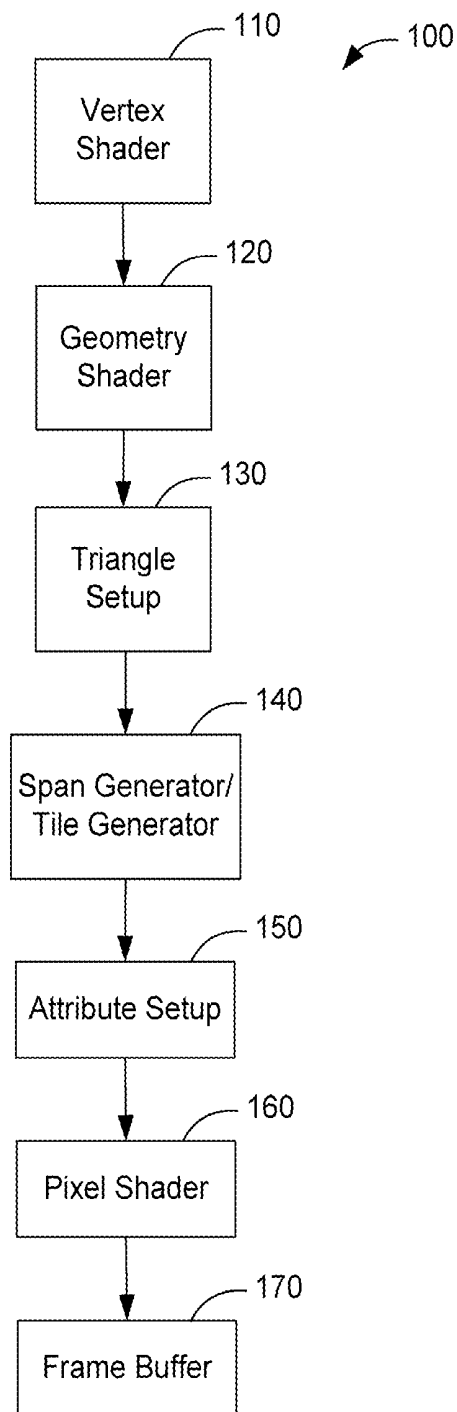 110
100
Vertex
Shader
120
Geometry
Shader
130
Triangle
Setup
140
Span Generator/
Tile Generator
150
Attribute Setup
160
Pixel Shader
170
Frame Buffer